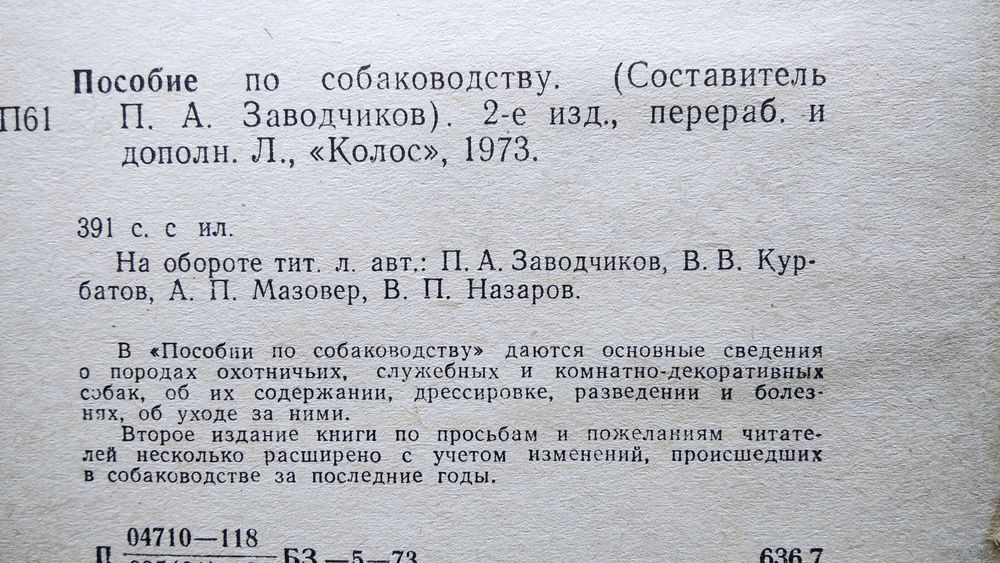 Пособие по собаководству. (Составитель
П61 П. А. Заводчиков). 2-е изд., перераб. и
дополн. Л., «Колос», 1973.
391 с. с ил.
На обороте тит. л. авт.: П. А. Заводчиков, В. В. Кур-
батов, А. П. Мазовер, В. П. Назаров.
В «Пособии по собаководству» даются основные сведения
о породах охотничьих, служебных и комнатно-декоративных
собак, об их содержании, дрессировке, разведении и болез-
нях, об уходе за ними.
Второе издание книги по просьбам и пожеланиям читате-
лей несколько расширено с учетом изменений, происшедших
в собаководстве за последние годы.
04710—118
П БЗ—5—73 636.7